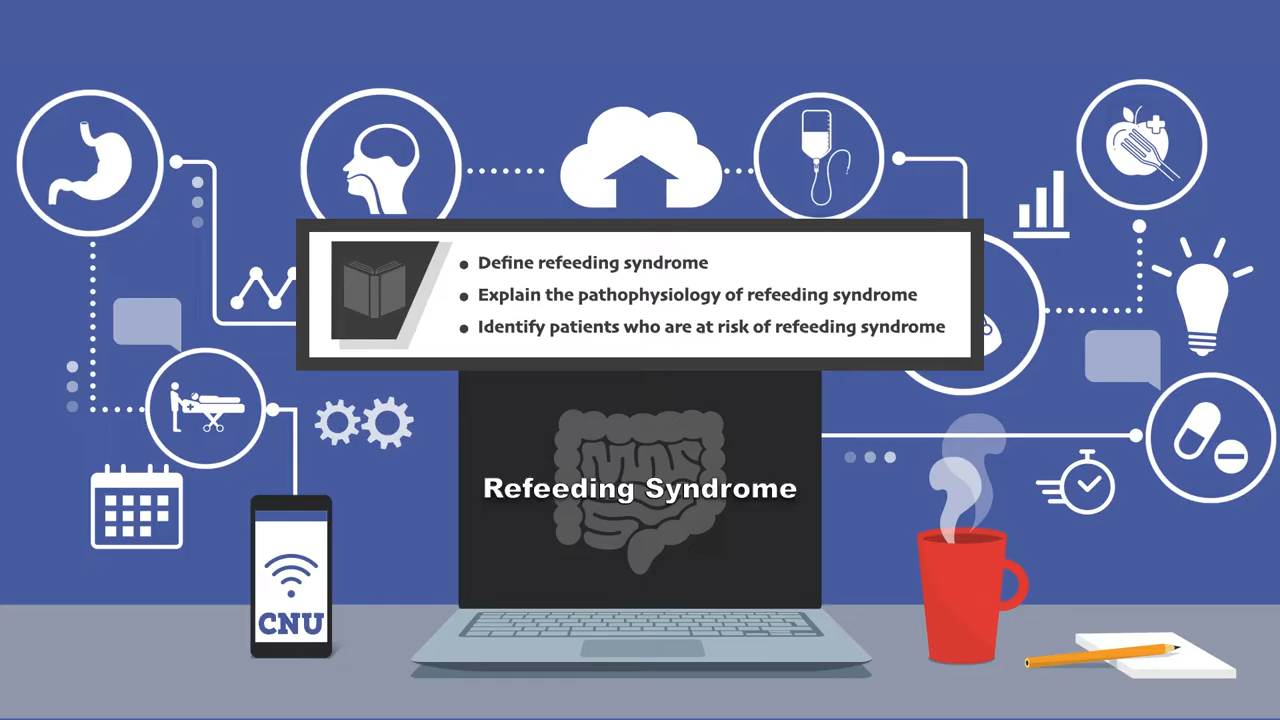 Define refeeding syndrome
Explain the pathophysiology of refeeding syndrome
Identify patients who are at risk of refeeding syndrome
Refeeding Syndrome
CNU